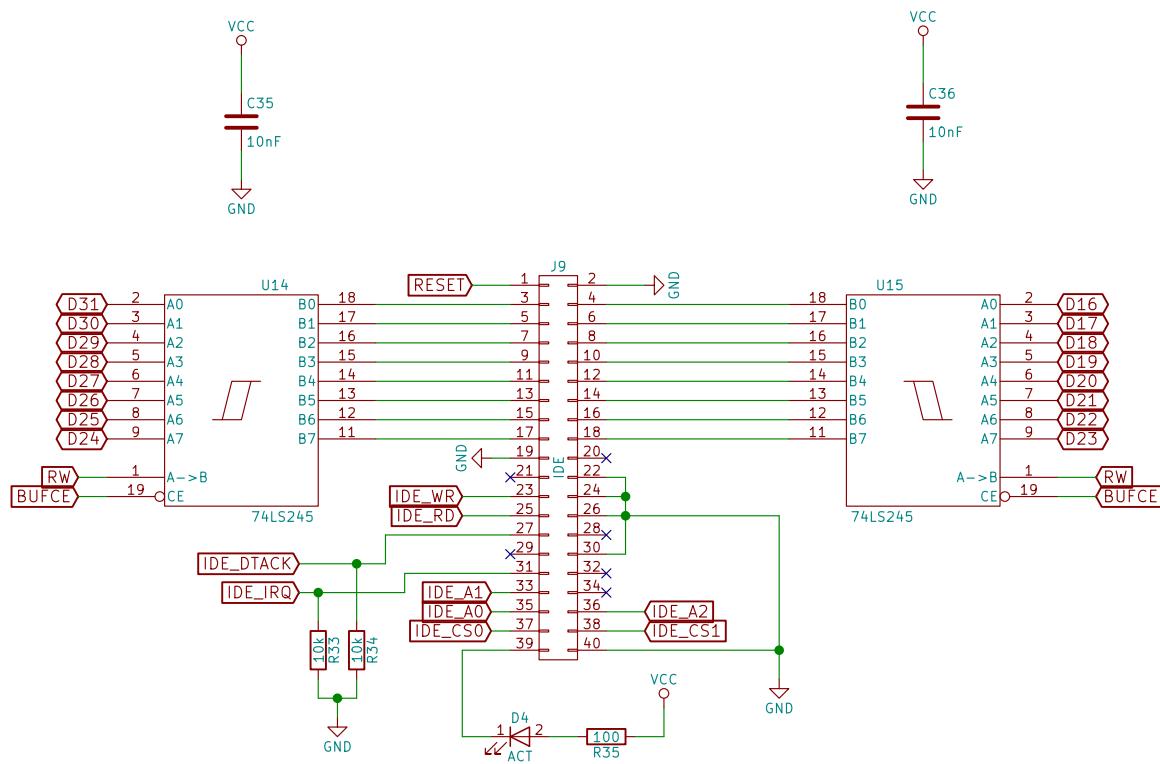 VCC
C35
10nF
GND
VCC
C36
10nF
GND
J9
U14
U15
RESET 1 2 GND
D31 2 A0 B0 18 3 4 18 B0 A0 2 D16
D30 3 A1 B1 17 5 6 17 B1 A1 3 D17
D29 4 A2 B2 16 7 8 16 B2 A2 4 D18
D28 5 A3 B3 15 9 10 15 B3 A3 5 D19
D27 6 A4 B4 14 11 12 14 B4 A4 6 D20
D26 7 A5 B5 13 13 14 13 B5 A5 7 D21
D25 8 A6 B6 12 15 16 12 B6 A6 8 D22
D24 9 A7 B7 11 17 18 11 B7 A7 9 D23
GND 19 IDE 20
RW 1 A->B 21 22 A->B 1 RW
BUFCE 19 CE IDE_WR 23 24 CE 19 BUFCE
74LS245 IDE_RD 25 26 74LS245
27 28
IDE_DTACK 29 30
31 32
IDE_IRQ IDE_A1 33 34
IDE_A0 35 36 IDE_A2
IDE_CS0 37 38 IDE_CS1
39 40
10k R33
10k R34
GND
VCC
GND
D4
1 2
ACT
100
R35